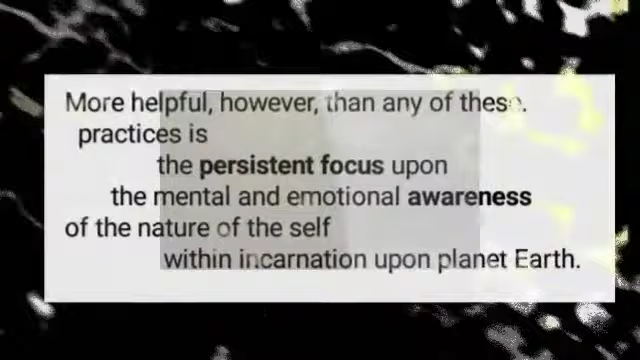 More helpful, however, than any of these.
practices is
the persistent focus upon
the mental and emotional awareness
of the nature of the self
within incarnation upon planet Earth.